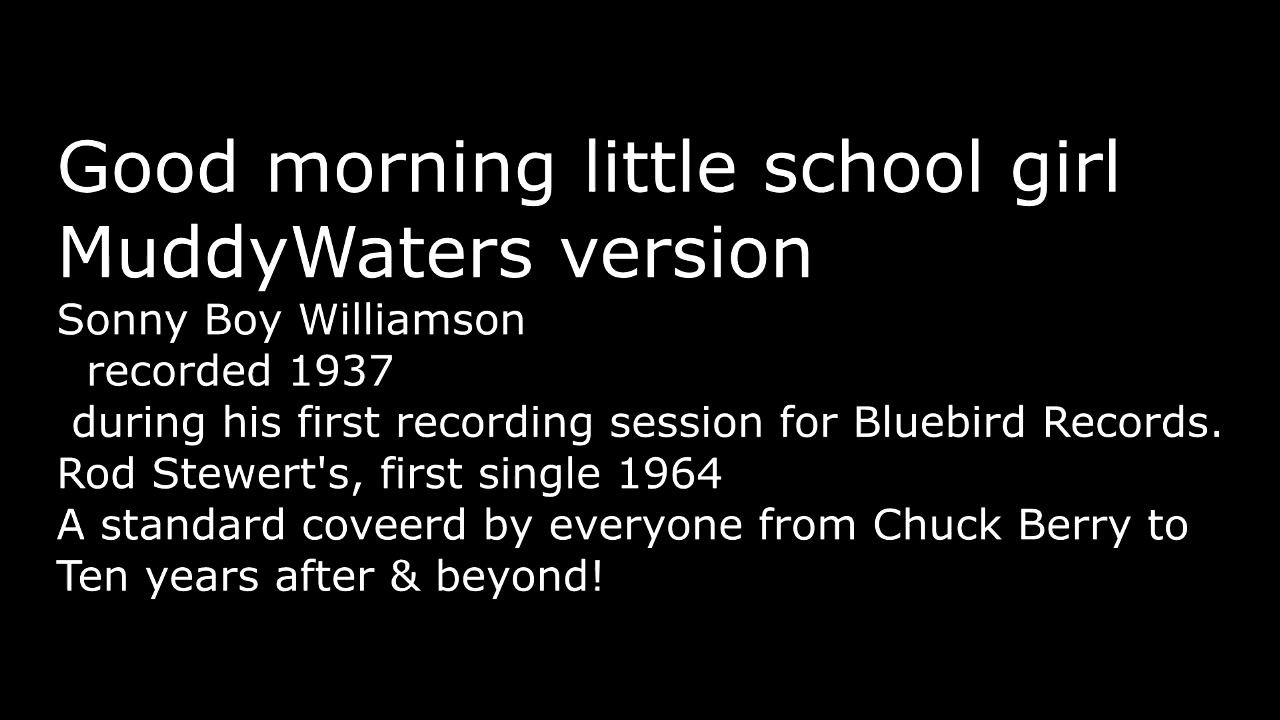 Good morning little school girl
MuddyWaters version
Sonny Boy Williamson
recorded 1937
during his first recording session for Bluebird Records.
Rod Stewert's, first single 1964
A standard coveerd by everyone from Chuck Berry to
Ten years after & beyond!